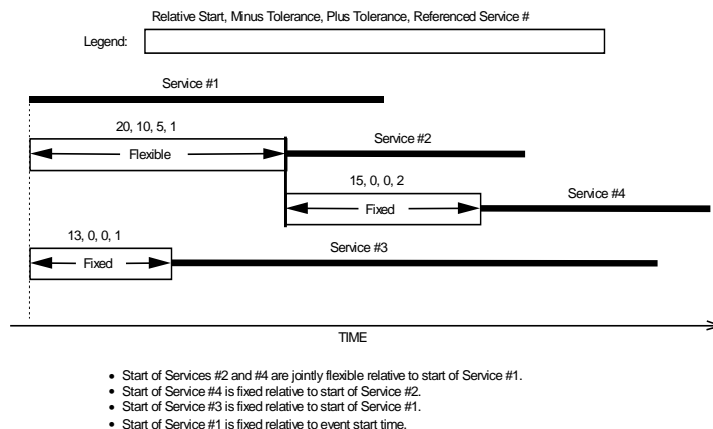 Relative Start, Minus Tolerance, Plus Tolerance, Referenced Service #
Legend:
Service #1
20, 10, 5, 1
Flexible
Service #2
15, 0, 0, 2
Fixed
Service #4
13, 0, 0, 1
Fixed
Service #3
TIME
• Start of Services #2 and #4 are jointly flexible relative to start of Service #1.
• Start of Service #4 is fixed relative to start of Service #2.
• Start of Service #3 is fixed relative to start of Service #1.
• Start of Service #1 is fixed relative to event start time.